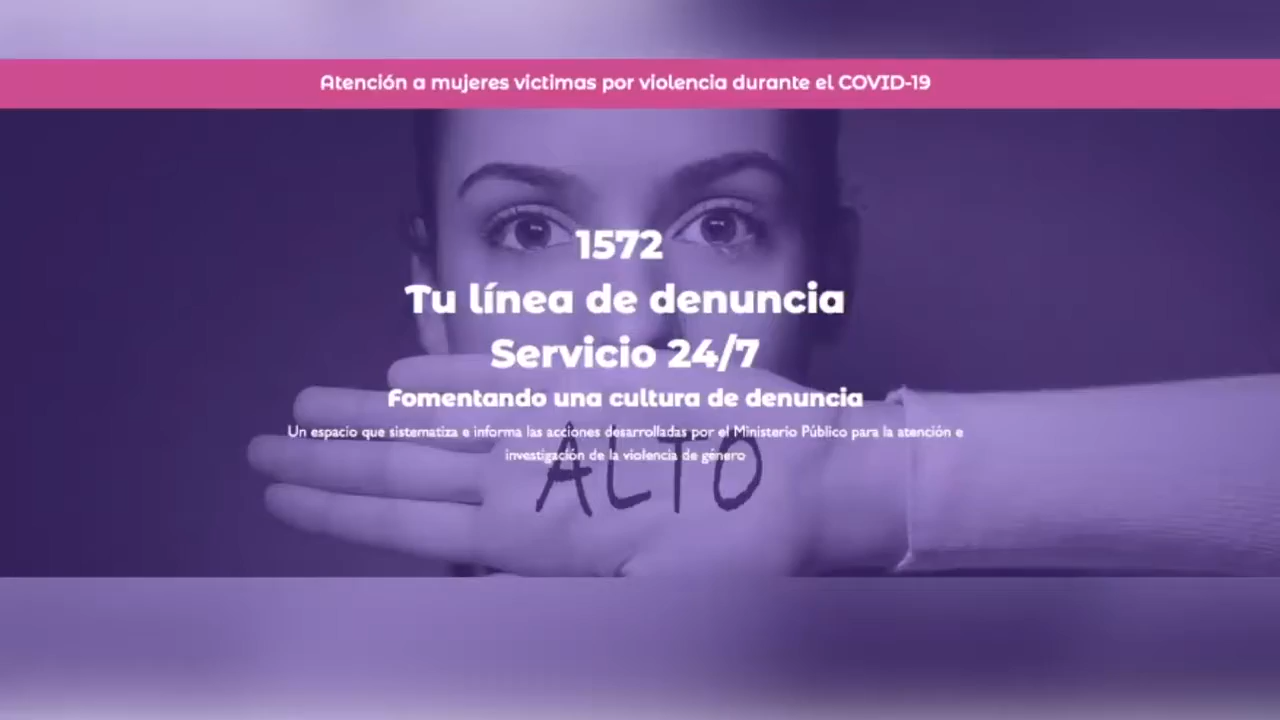 Atención a mujeres victimas por violencia durante el COVID-19
1572
Tu línea de denuncia
Servicio 24/7
Fomentando una cultura de denuncia
Un espacio que sistematiza e informa las acciones desarrolladas por el Ministerio Público para la atención e
investigación de la violencia de género
ALTO